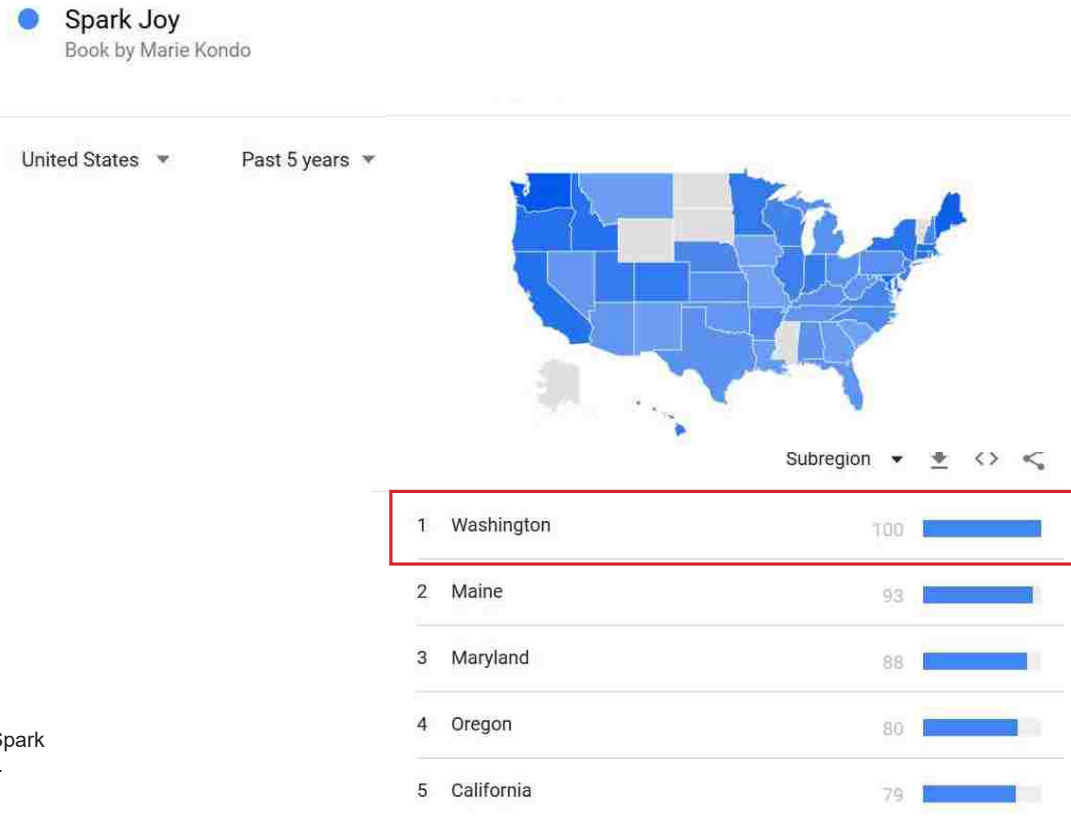 Spark Joy
Book by Marie Kondo
United States
Past 5 years
Subregion
1 Washington 100
2 Maine 93
3 Maryland 88
4 Oregon 80
5 California 79